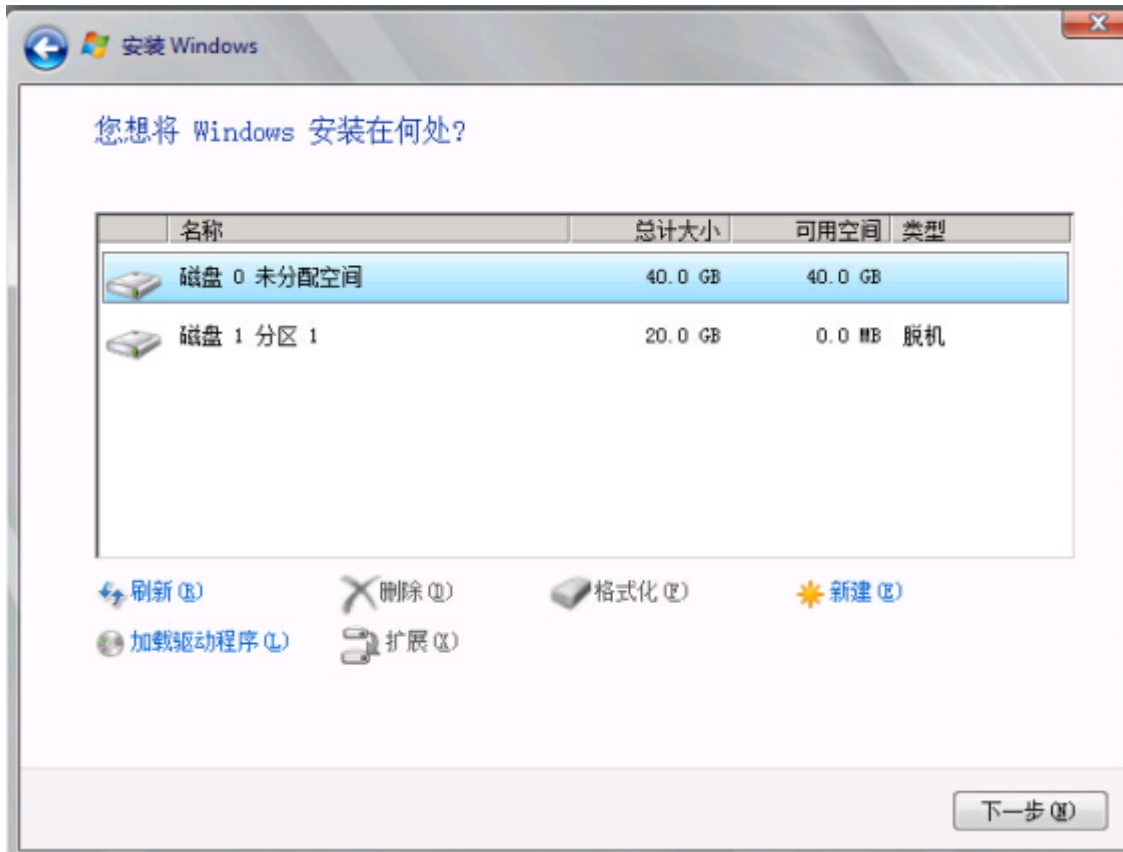 安装 Windows
您想将 Windows 安装在何处?
名称 总计大小 可用空间 类型
磁盘 0 未分配空间 40.0 GB 40.0 GB
磁盘 1 分区 1 20.0 GB 0.0 MB 脱机
刷新(R) 删除(D) 格式化(F) 新建(E)
加载驱动程序(L) 扩展(X)
下一步(N)